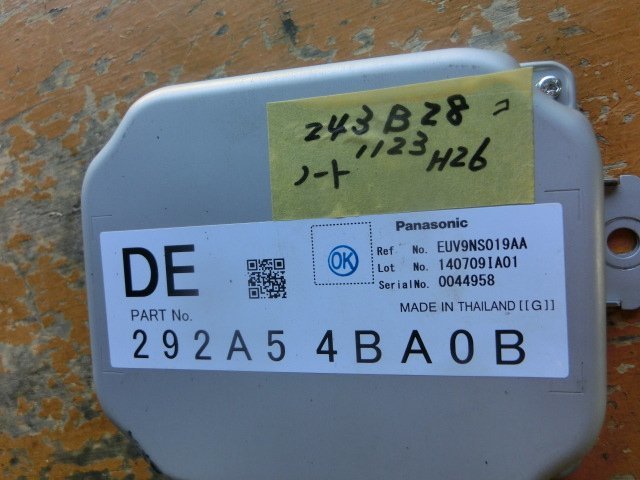 243B28=
1123
ノート H26
Panasonic
DE
OK
Ref No. EUV9NS019AA
Lot No. 140709IA01
Serial No. 0044958
PART No.
MADE IN THAILAND [[G]]
292A5 4BA0B